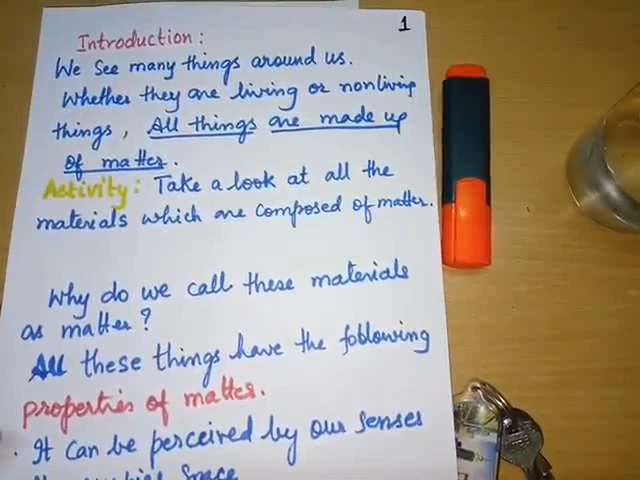 1
Introduction:
We see many things around us.
Whether they are living or nonliving
things, All things are made up
of matter.
Activity: Take a look at all the
materials which are composed of matter.
Why do we call these materials
as matter?
All these things have the following
properties of matter.
. It can be perceived by our senses
space